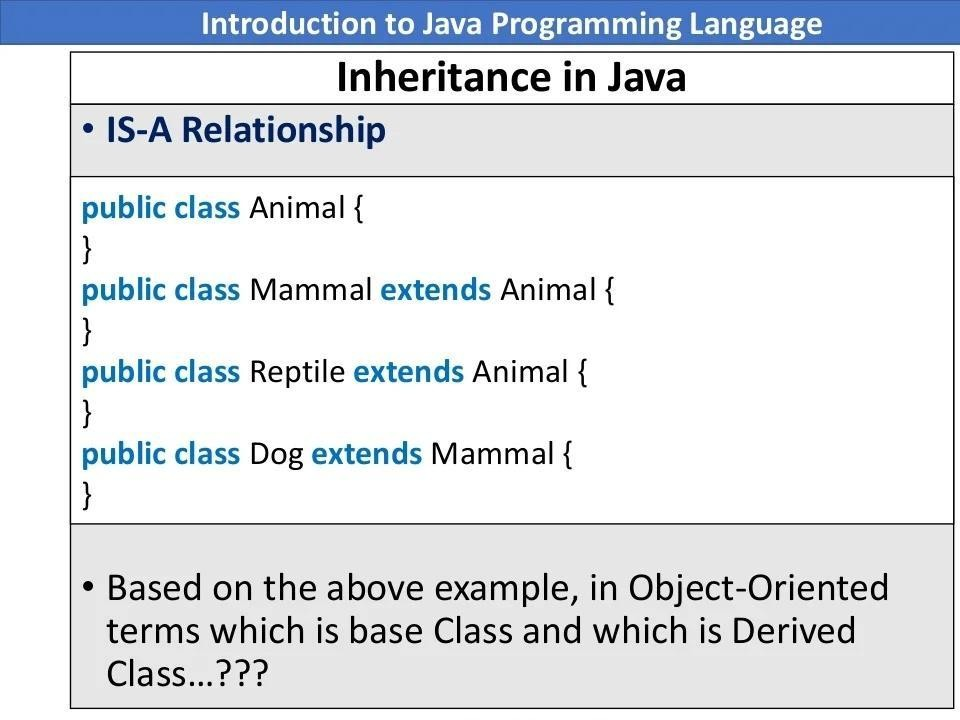 Introduction to Java Programming Language
Inheritance in Java
• IS-A Relationship
public class Animal {
}
public class Mammal extends Animal {
}
public class Reptile extends Animal {
}
public class Dog extends Mammal {
}
• Based on the above example, in Object-Oriented
terms which is base Class and which is Derived
Class...???